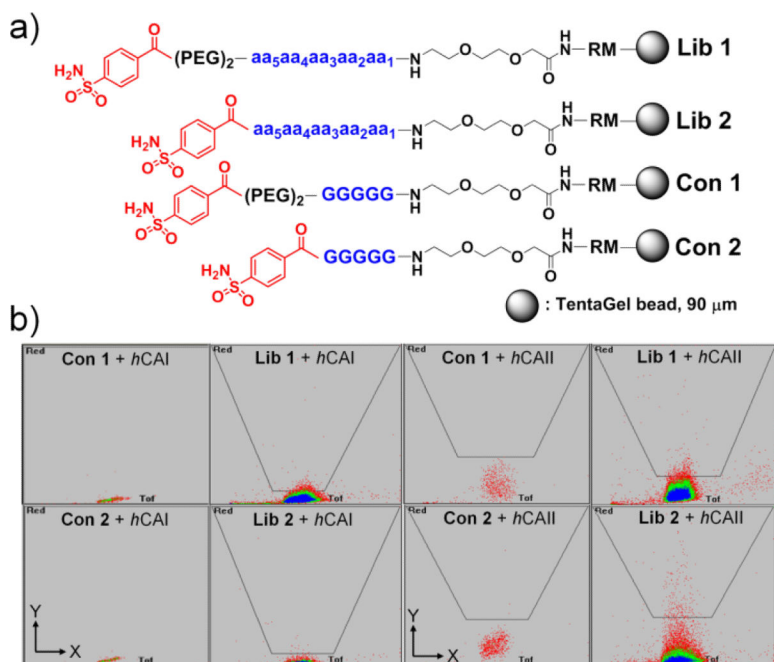 a)
O
H₂N
S
O O
(PEG)₂—aa₅aa₄aa₃aa₂aa₁—N
H
O
O
O
H
N
RM
Lib 1
O
H₂N
S
O O
aa₅aa₄aa₃aa₂aa₁—N
H
O
O
O
H
N
RM
Lib 2
O
H₂N
S
O O
(PEG)₂—GGGGG—N
H
O
O
O
H
N
RM
Con 1
O
H₂N
S
O O
GGGGG—N
H
O
O
O
H
N
RM
Con 2
: TentaGel bead, 90 μm
b)
Red
Con 1 + hCAI
Tof
Red
Lib 1 + hCAI
Tof
Red
Con 1 + hCAII
Tof
Red
Lib 1 + hCAII
Tof
Red
Con 2 + hCAI
Y
X
Tof
Red
Lib 2 + hCAI
Tof
Red
Con 2 + hCAII
Y
X
Tof
Red
Lib 2 + hCAII
Tof